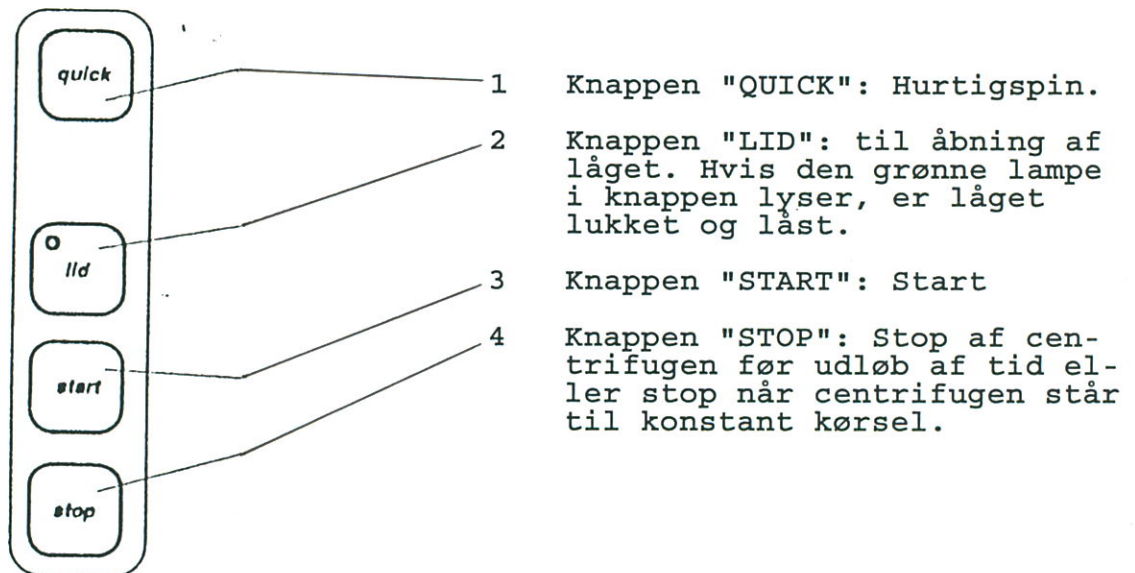 quick
1 Knappen "QUICK": Hurtigspin.
2 Knappen "LID": til åbning af
låget. Hvis den grønne lampe
i knappen lyser, er låget
lukket og låst.
lid
3 Knappen "START": Start
4 Knappen "STOP": Stop af cen-
trifugen før udløb af tid el-
ler stop når centrifugen står
til konstant kørsel.
start
stop